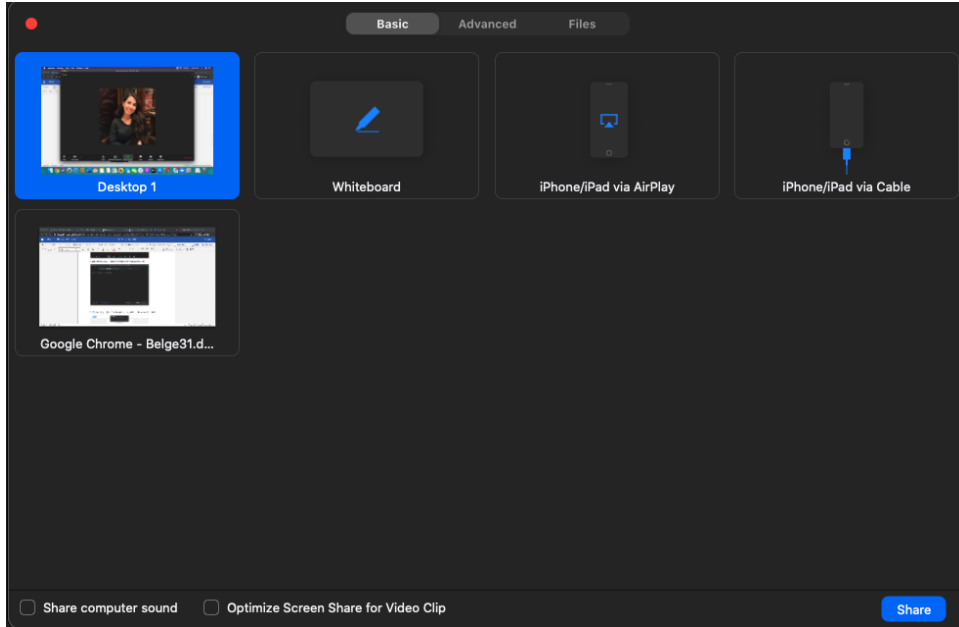 Basic Advanced Files
Desktop 1 Whiteboard iPhone/iPad via AirPlay iPhone/iPad via Cable
Google Chrome - Belge31.d...
Share computer sound Optimize Screen Share for Video Clip Share